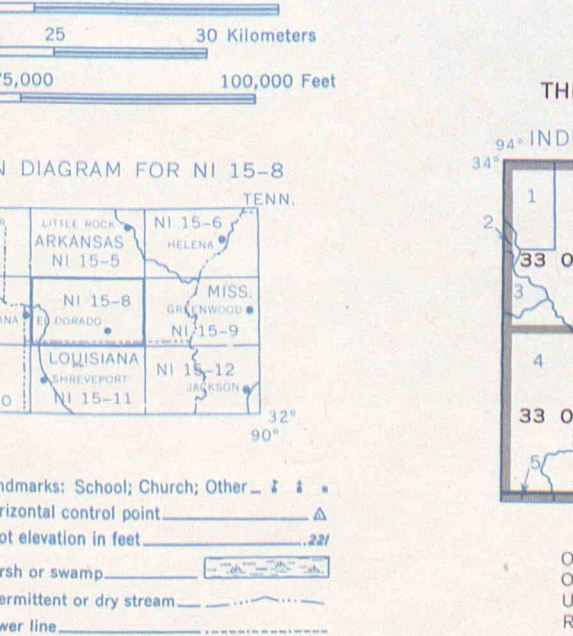 25 30 Kilometers
75,000 100,000 Feet
DIAGRAM FOR NI 15-8
TENN.
LITTLE ROCK
NI 15-6
ARKANSAS
HELENA
NI 15-5
NI 15-8
MISS.
GREENWOOD
EL DORADO
NI 15-9
LOUISIANA
NI 15-12
SHREVEPORT
JACKSON
NI 15-11
32°
90°
ndmarks: School; Church; Other
rizontal control point
ot elevation in feet .221
rsh or swamp
ermittent or dry stream
wer line
TH
94° IND
34°
1
2
33 O
3
4
33 O
5
O
O
U
R